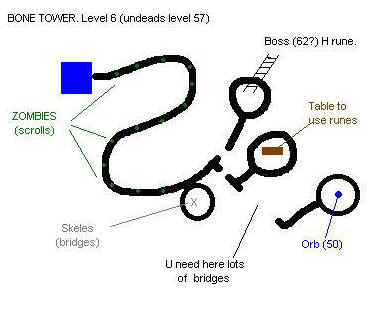 BONE TOWER. Level 6 (undeads level 57)
Boss (62?) H rune.
ZOMBIES
(scrolls)
Table to
use runes
X
Skeles
(bridges)
Orb (50)
U need here lots
of bridges